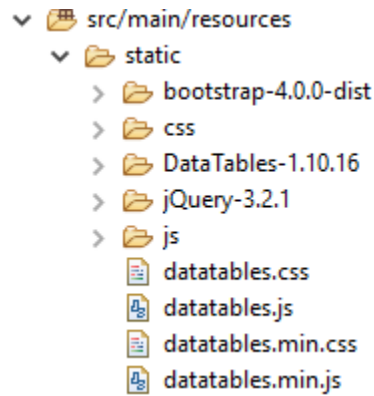 src/main/resources
static
bootstrap-4.0.0-dist
css
DataTables-1.10.16
jQuery-3.2.1
js
datatables.css
datatables.js
datatables.min.css
datatables.min.js